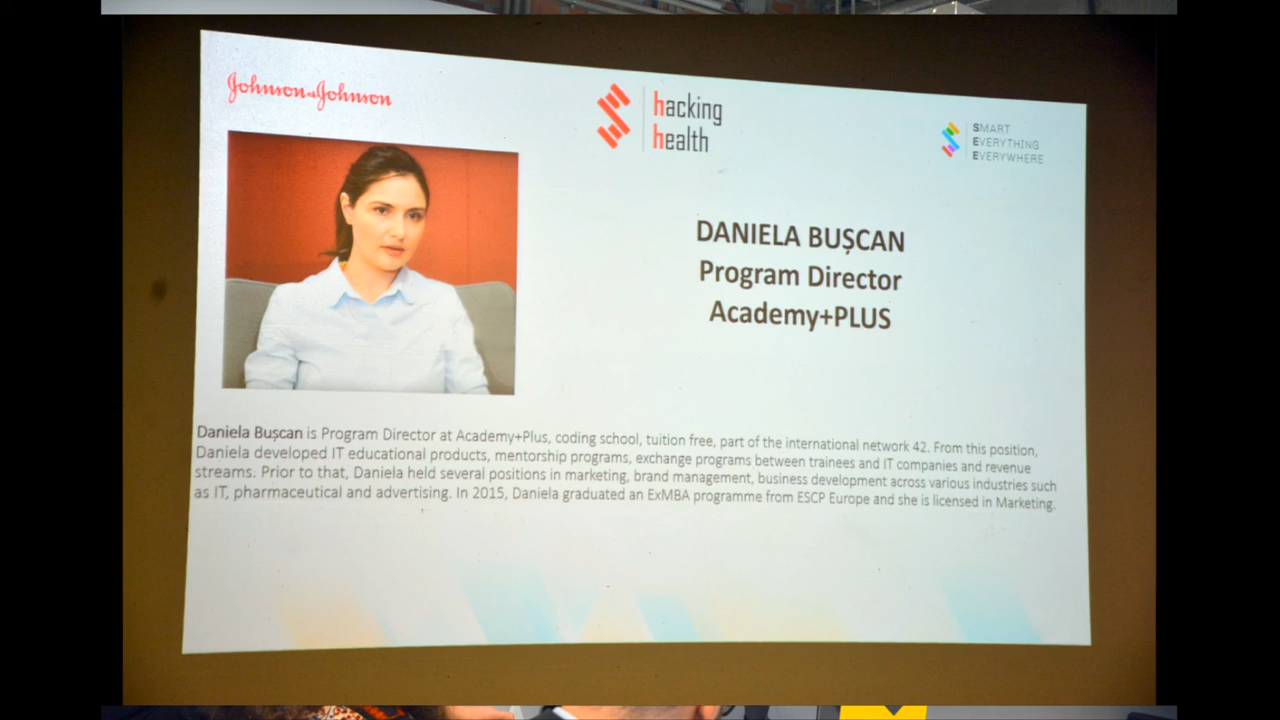 Johnson & Johnson
hacking
health
SMART
EVERYTHING
EVERYWHERE
DANIELA BUȘCAN
Program Director
Academy+PLUS
Daniela Bușcan is Program Director at Academy+Plus, coding school, tuition free, part of the international network 42. From this position,
Daniela developed IT educational products, mentorship programs, exchange programs between trainees and IT companies and revenue
streams. Prior to that, Daniela held several positions in marketing, brand management, business development across various industries such
as IT, pharmaceutical and advertising. In 2015, Daniela graduated an ExMBA programme from ESCP Europe and she is licensed in Marketing.